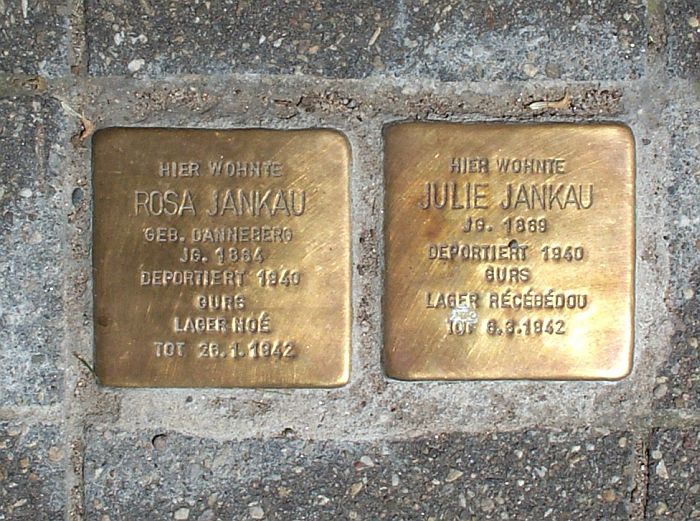 HIER WOHNTE
ROSA JANKAU
GEB. DANNEBERG
JG. 1864
DEPORTIERT 1940
GURS
LAGER NOÉ
TOT 26.1.1942
HIER WOHNTE
JULIE JANKAU
JG. 1869
DEPORTIERT 1940
GURS
LAGER RÉCÉBÉDOU
TOT 6.3.1942